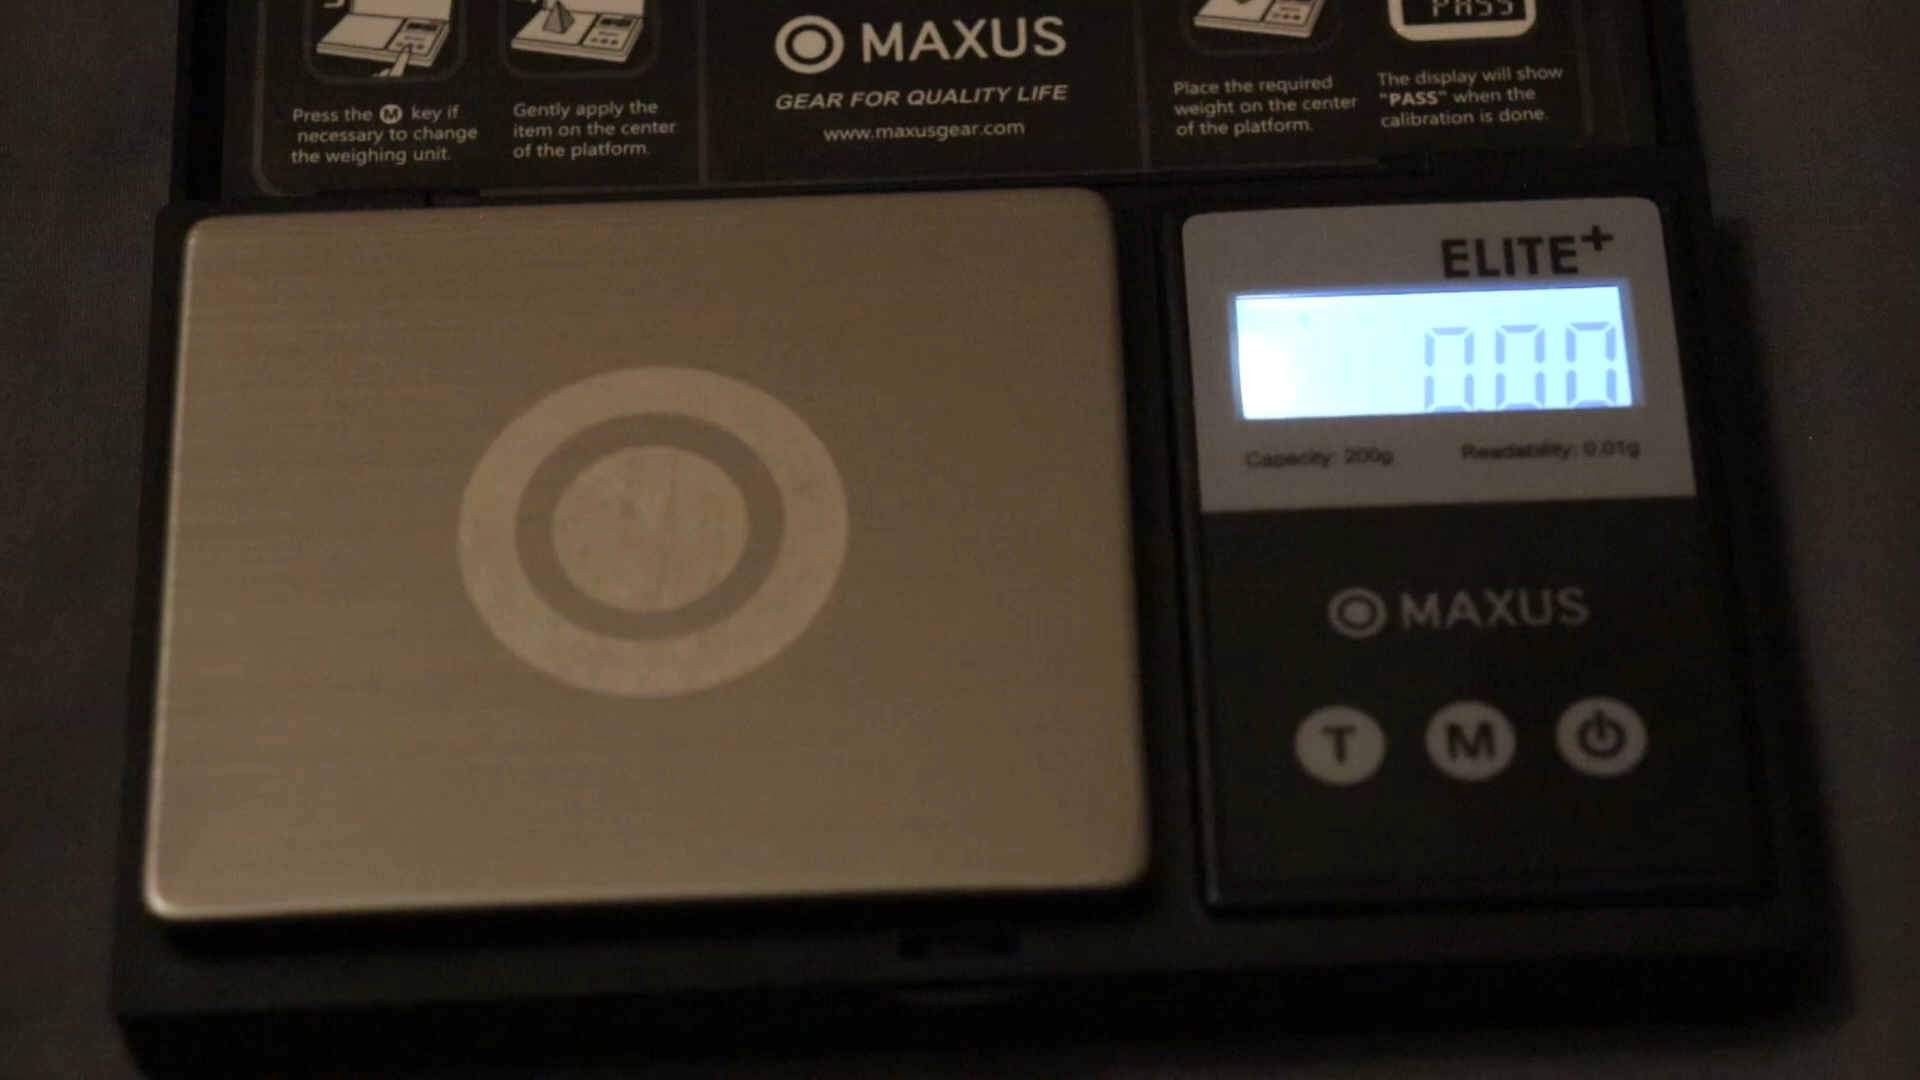 PASS
MAXUS
GEAR FOR QUALITY LIFE
www.maxusgear.com
Press the M key if
necessary to change
the weighing unit.
Gently apply the
item on the center
of the platform.
Place the required
weight on the center
of the platform.
The display will show
"PASS" when the
calibration is done.
ELITE+
0.00
Capacity: 200g
Readability: 0.01g
MAXUS
T M